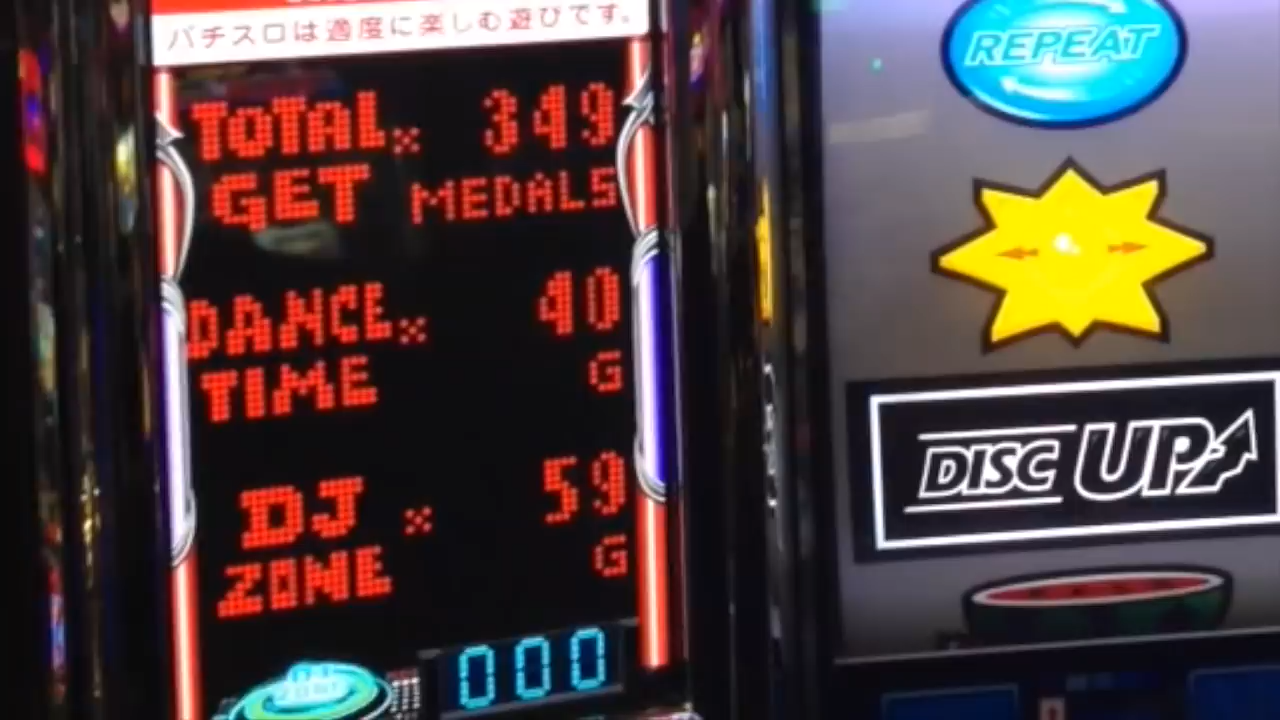 パチスロは適度に楽しむ遊びです。
TOTAL× 349
GET MEDALS
DANCE× 40
TIME G
DJ × 59
ZONE G
000
REPEAT
DISC UP